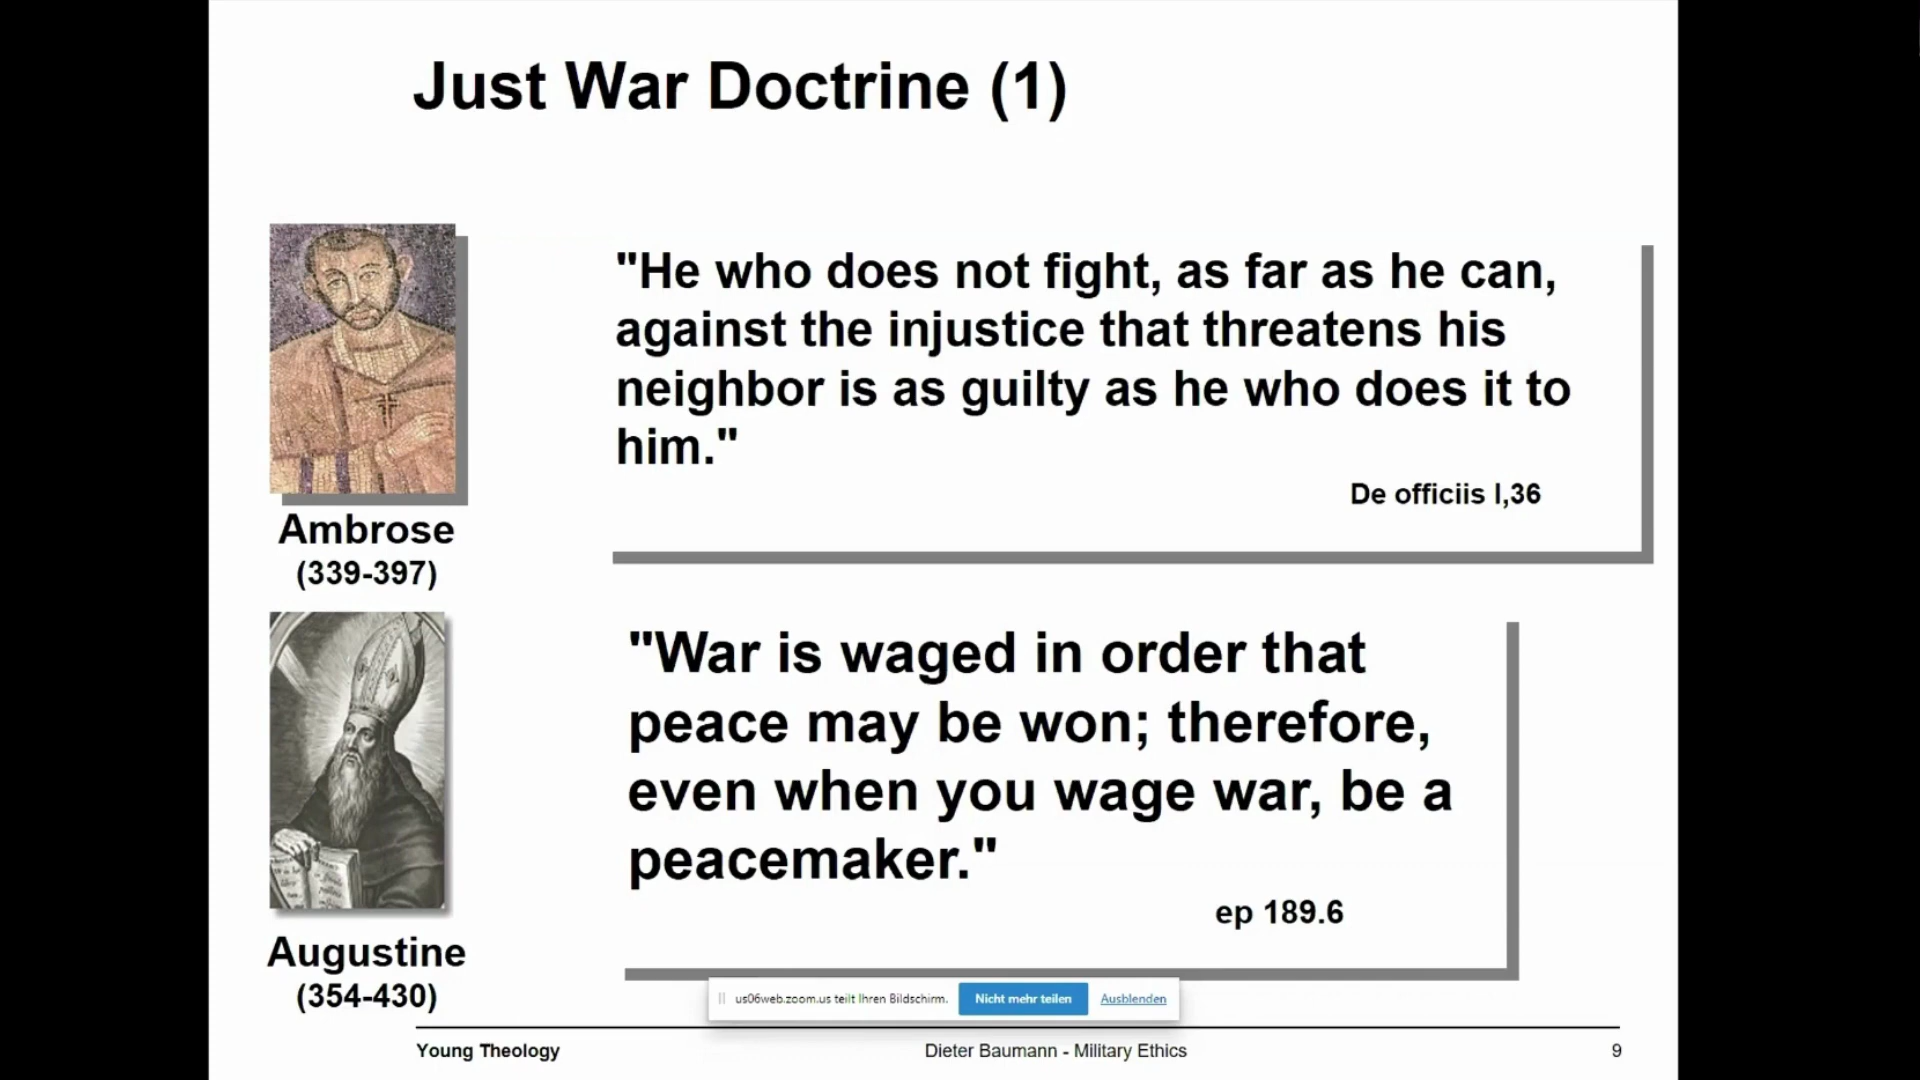 Just War Doctrine (1)
"He who does not fight, as far as he can,
against the injustice that threatens his
neighbor is as guilty as he who does it to
him."
De officiis I,36
Ambrose
(339-397)
"War is waged in order that
peace may be won; therefore,
even when you wage war, be a
peacemaker."
ep 189.6
Augustine
(354-430)
us06web.zoom.us teilt Ihren Bildschirm.
Nicht mehr teilen
Ausblenden
Young Theology
Dieter Baumann - Military Ethics
9